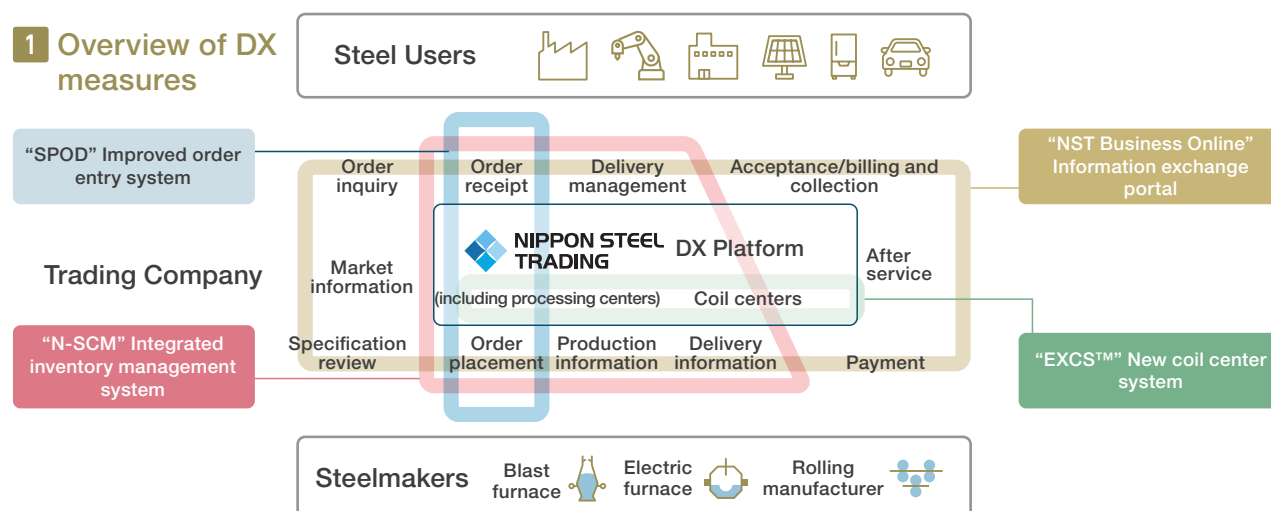 1 Overview of DX
measures
Steel Users
“SPOD” Improved order
entry system
“NST Business Online”
Information exchange
portal
Order
inquiry
Order
receipt
Delivery
management
Acceptance/billing and
collection
Trading Company
Market
information
NIPPON STEEL
TRADING
DX Platform
(including processing centers)
Coil centers
After
service
“N-SCM” Integrated
inventory management
system
Specification
review
Order
placement
Production
information
Delivery
information
Payment
“EXCS™” New coil center
system
Steelmakers
Blast
furnace
Electric
furnace
Rolling
manufacturer